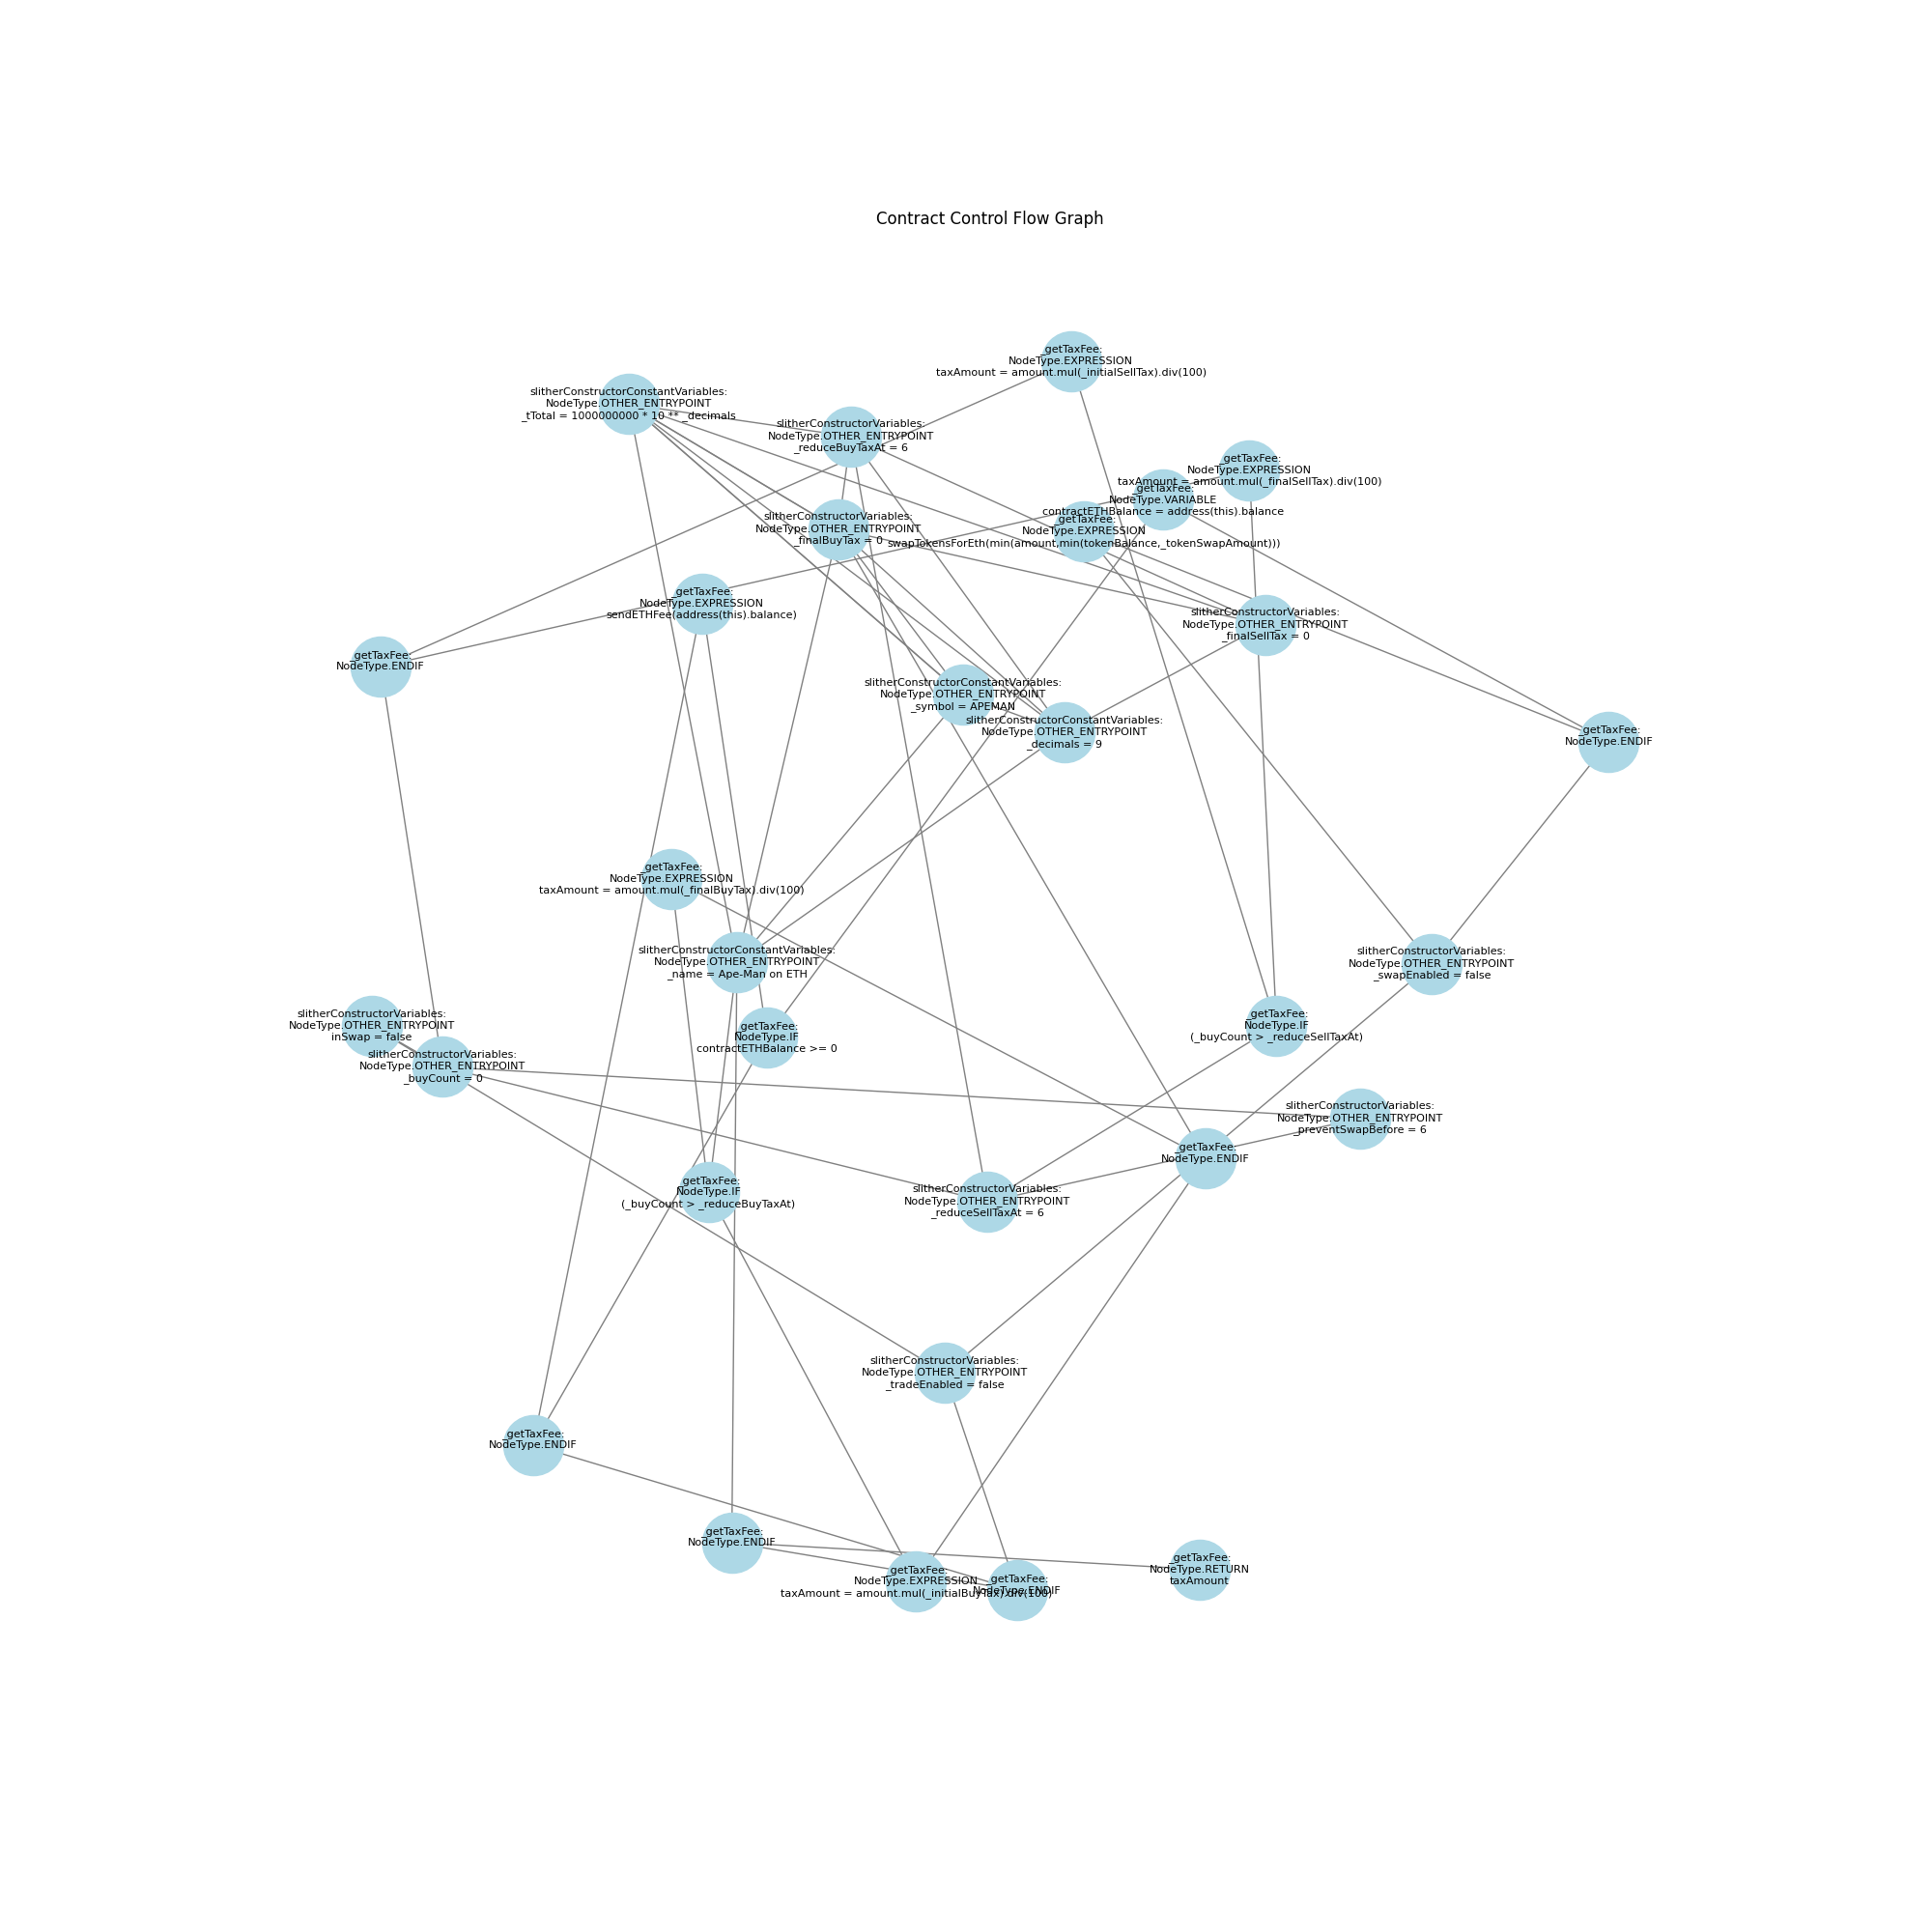 Contract Control Flow Graph
_getTaxFee:
NodeType.EXPRESSION
taxAmount = amount.mul(_initialSellTax).div(100)
slitherConstructorConstantVariables:
NodeType.OTHER_ENTRYPOINT
_tTotal = 1000000000 * 10 ** _decimals
slitherConstructorVariables:
NodeType.OTHER_ENTRYPOINT
_reduceBuyTaxAt = 6
_getTaxFee:
NodeType.EXPRESSION
taxAmount = amount.mul(_finalSellTax).div(100)
_getTaxFee:
NodeType.VARIABLE
contractETHBalance = address(this).balance
slitherConstructorVariables:
NodeType.OTHER_ENTRYPOINT
_finalBuyTax = 0
_getTaxFee:
NodeType.EXPRESSION
swapTokensForEth(min(amount,min(tokenBalance,_tokenSwapAmount)))
_getTaxFee:
NodeType.EXPRESSION
sendETHFee(address(this).balance)
slitherConstructorVariables:
NodeType.OTHER_ENTRYPOINT
_finalSellTax = 0
_getTaxFee:
NodeType.ENDIF
slitherConstructorConstantVariables:
NodeType.OTHER_ENTRYPOINT
_symbol = APEMAN
slitherConstructorConstantVariables:
NodeType.OTHER_ENTRYPOINT
_decimals = 9
_getTaxFee:
NodeType.ENDIF
_getTaxFee:
NodeType.EXPRESSION
taxAmount = amount.mul(_finalBuyTax).div(100)
slitherConstructorConstantVariables:
NodeType.OTHER_ENTRYPOINT
_name = Ape-Man on ETH
slitherConstructorVariables:
NodeType.OTHER_ENTRYPOINT
_swapEnabled = false
slitherConstructorVariables:
NodeType.OTHER_ENTRYPOINT
inSwap = false
_getTaxFee:
NodeType.IF
(_buyCount > _reduceSellTaxAt)
_getTaxFee:
NodeType.IF
contractETHBalance >= 0
slitherConstructorVariables:
NodeType.OTHER_ENTRYPOINT
_buyCount = 0
slitherConstructorVariables:
NodeType.OTHER_ENTRYPOINT
_preventSwapBefore = 6
_getTaxFee:
NodeType.ENDIF
_getTaxFee:
NodeType.IF
(_buyCount > _reduceBuyTaxAt)
slitherConstructorVariables:
NodeType.OTHER_ENTRYPOINT
_reduceSellTaxAt = 6
slitherConstructorVariables:
NodeType.OTHER_ENTRYPOINT
_tradeEnabled = false
_getTaxFee:
NodeType.ENDIF
_getTaxFee:
NodeType.ENDIF
_getTaxFee:
NodeType.RETURN
taxAmount
_getTaxFee:
NodeType.EXPRESSION
taxAmount = amount.mul(_initialBuyTax).div(100)
_getTaxFee:
NodeType.ENDIF